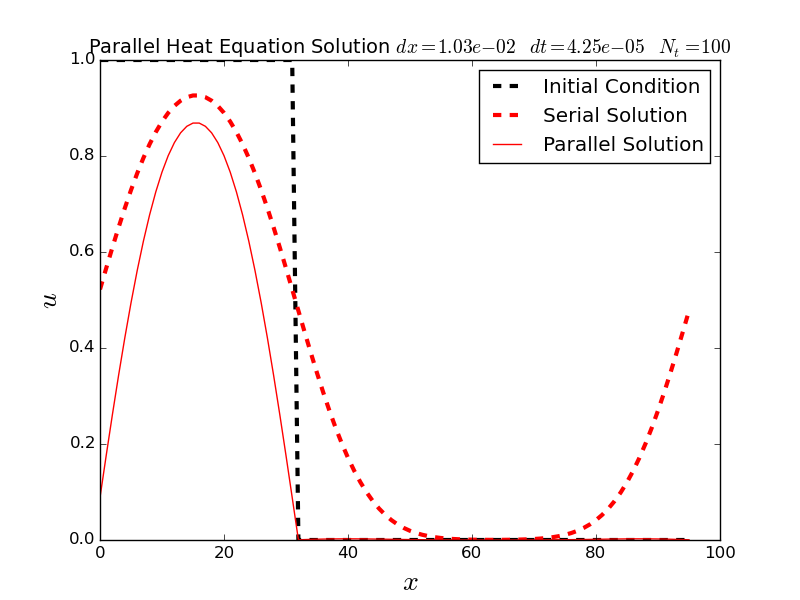 Parallel Heat Equation Solution dx=1.03e−02 dt=4.25e−05 N_t=100
1.0
Initial Condition
Serial Solution
Parallel Solution
0.8
0.6
u
0.4
0.2
0.0
0 20 40 60 80 100
x